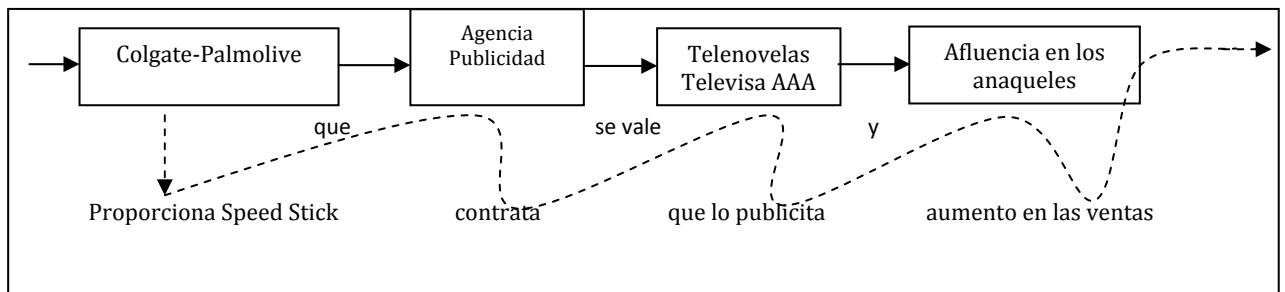 Colgate-Palmolive
Agencia
Publicidad
Telenovelas
Televisa AAA
Afluencia en los
anaqueles
que
se vale
y
Proporciona Speed Stick
contrata
que lo publicita
aumento en las ventas